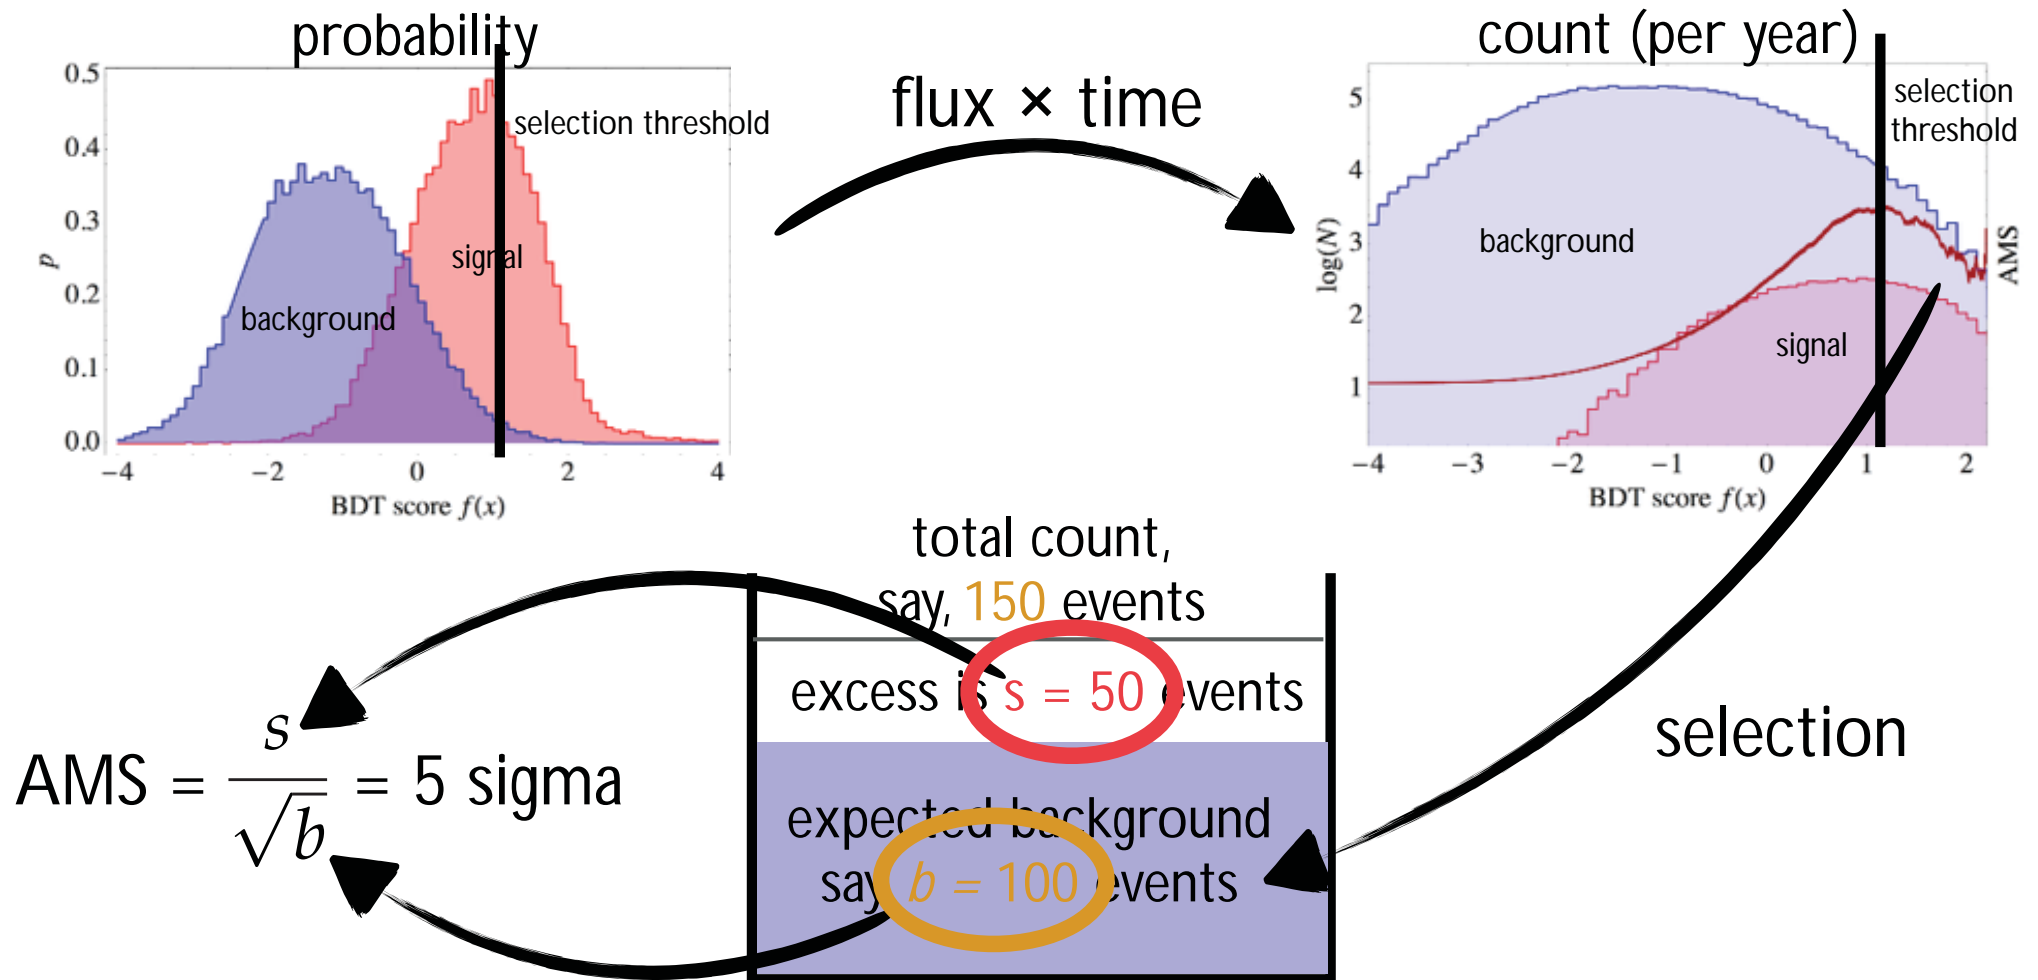 probability
0.5
0.4
0.3
0.2
0.1
0.0
p
selection threshold
signal
background
−4 −2 0 2 4
BDT score f(x)
flux × time
count (per year)
5
4
3
2
1
log(N)
selection
threshold
background
signal
AMS
−4 −3 −2 −1 0 1 2
BDT score f(x)
total count,
say, 150 events
excess is s = 50 events
expected background
say b = 100 events
selection
AMS = s / √b = 5 sigma